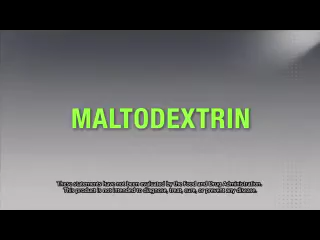 MALTODEXTRIN
These statements have not been evaluated by the Food and Drug Administration.
This product is not intended to diagnose, treat, cure, or prevent any disease.